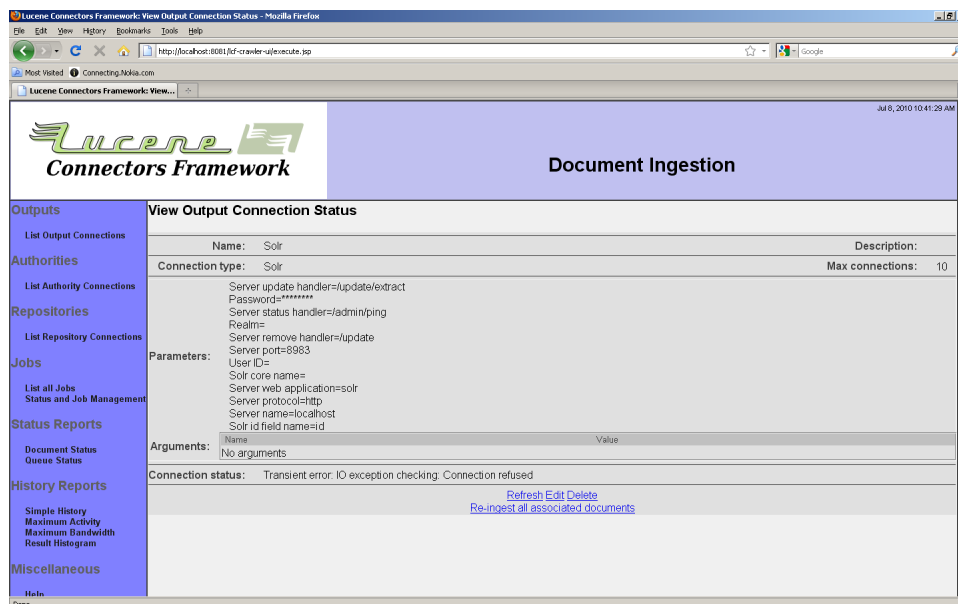 Lucene Connectors Framework: View Output Connection Status - Mozilla Firefox
File Edit View History Bookmarks Tools Help
http://localhost:8081/lcf-crawler-ui/execute.jsp
Google
Most Visited Connecting.Nokia.com
Lucene Connectors Framework: View...
Jul 8, 2010 10:41:29 AM
Lucene
Connectors Framework
Document Ingestion
Outputs
List Output Connections
Authorities
List Authority Connections
Repositories
List Repository Connections
Jobs
List all Jobs
Status and Job Management
Status Reports
Document Status
Queue Status
History Reports
Simple History
Maximum Activity
Maximum Bandwidth
Result Histogram
Miscellaneous
Help
View Output Connection Status
Name: Solr Description:
Connection type: Solr Max connections: 10
Parameters:
Server update handler=/update/extract
Password=********
Server status handler=/admin/ping
Realm=
Server remove handler=/update
Server port=8983
User ID=
Solr core name=
Server web application=solr
Server protocol=http
Server name=localhost
Solr id field name=id
Arguments:
Name Value
No arguments
Connection status: Transient error: IO exception checking: Connection refused
Refresh Edit Delete
Re-ingest all associated documents
Done